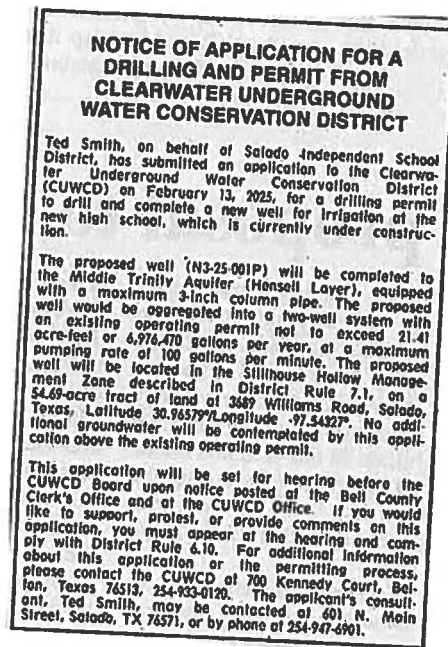 NOTICE OF APPLICATION FOR A
DRILLING AND PERMIT FROM
CLEARWATER UNDERGROUND
WATER CONSERVATION DISTRICT
Ted Smith, on behalf of Salado Independent School
District, has submitted an application to the Clearwa-
ter Underground Water Conservation District
(CUWCD) on February 13, 2025, for a drilling permit
to drill and complete a new well for irrigation at the
new high school, which is currently under construc-
tion.
The proposed well (N3-25-001P) will be completed to
the Middle Trinity Aquifer (Hensell Layer), equipped
with a maximum 3-inch column pipe. The proposed
well would be aggregated into a two-well system with
an existing operating permit not to exceed 21.41
acre-feet or 6,976,470 gallons per year, at a maximum
pumping rate of 100 gallons per minute. The proposed
well will be located in the Stillhouse Hollow Manage-
ment Zone described in District Rule 7.1, on a
54.69-acre tract of land at 3689 Williams Road, Salado,
Texas, Latitude 30.96579°/Longitude -97.54327°. No addi-
tional groundwater will be contemplated by this appli-
cation above the existing operating permit.
This application will be set for hearing before the
CUWCD Board upon notice posted at the Bell County
Clerk's Office and at the CUWCD Office. If you would
like to support, protest, or provide comments on this
application, you must appear at the hearing and com-
ply with District Rule 6.10. For additional information
about this application or the permitting process,
please contact the CUWCD at 700 Kennedy Court, Bel-
ton, Texas 76513, 254-933-0120. The applicant's consult-
ant, Ted Smith, may be contacted at 601 N. Main
Street, Salado, TX 76571, or by phone at 254-947-6901.